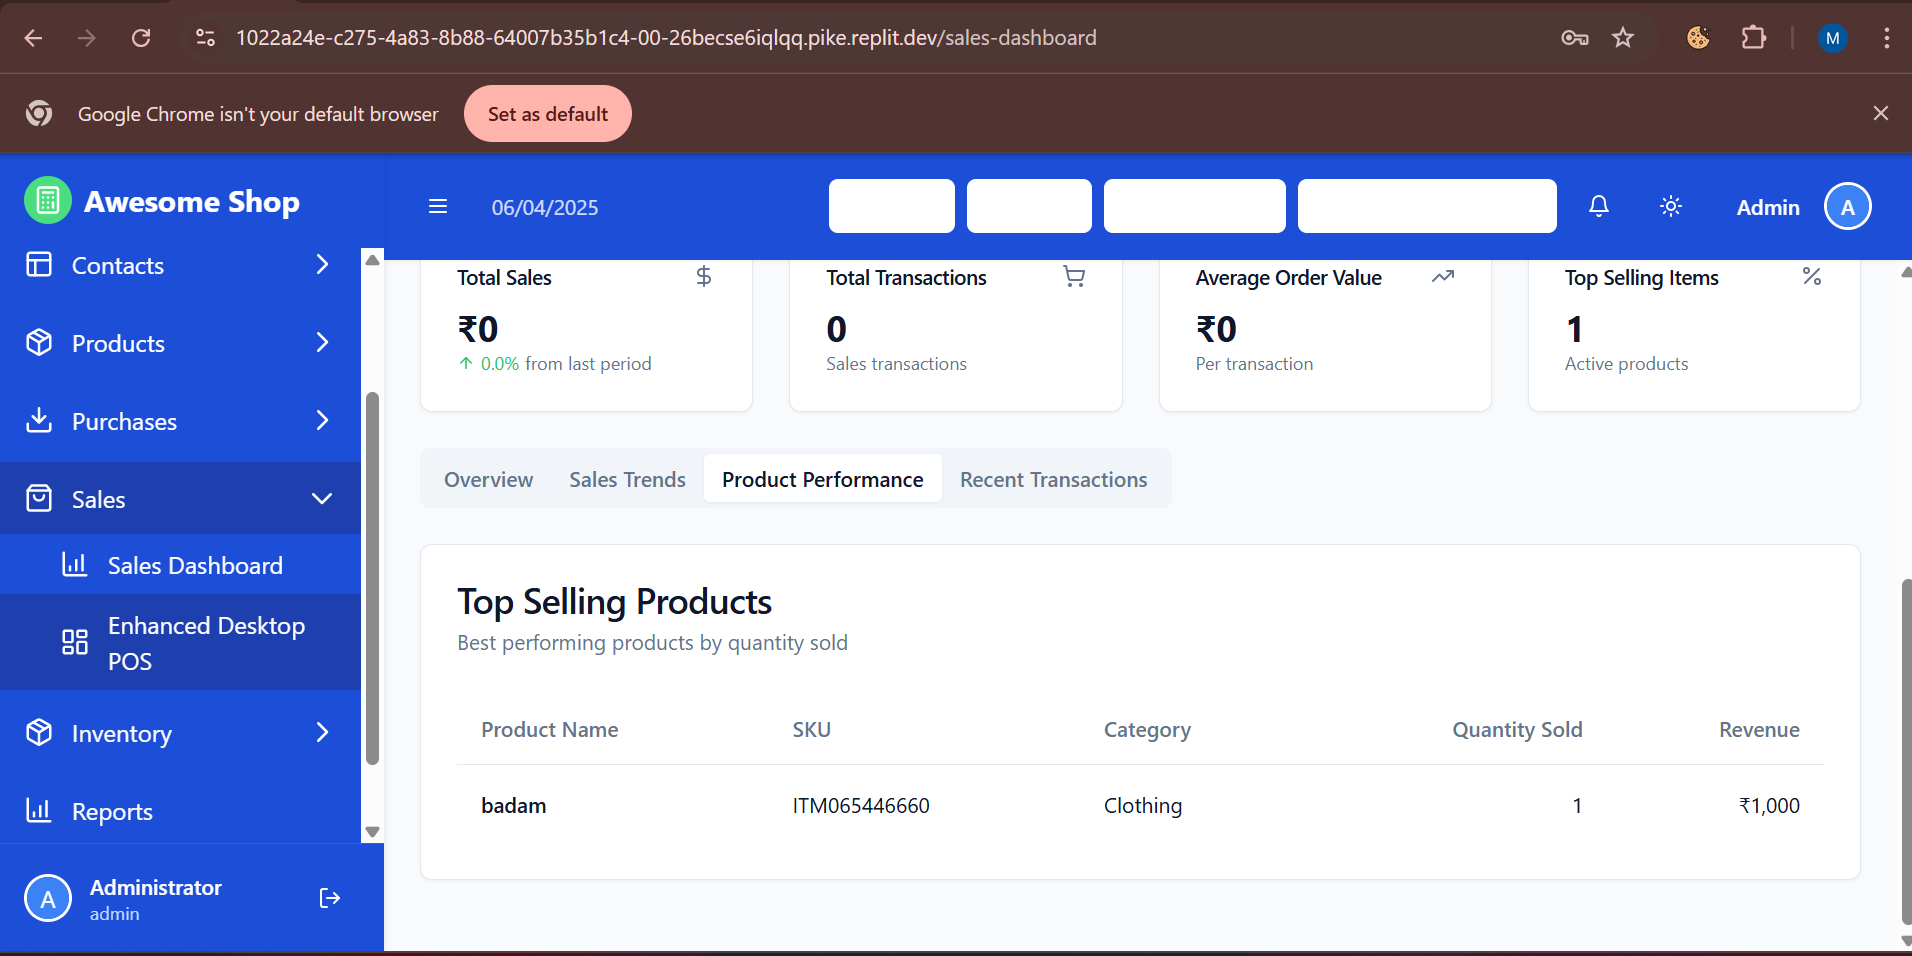 1022a24e-c275-4a83-8b88-64007b35b1c4-00-26becse6iqlqq.pike.replit.dev/sales-dashboard
M
Google Chrome isn't your default browser
Set as default
Awesome Shop
06/04/2025
Admin
A
Contacts
Products
Purchases
Sales
Sales Dashboard
Enhanced Desktop
POS
Inventory
Reports
A
Administrator
admin
Total Sales
$
₹0
↑ 0.0% from last period
Total Transactions
0
Sales transactions
Average Order Value
₹0
Per transaction
Top Selling Items
%
1
Active products
Overview
Sales Trends
Product Performance
Recent Transactions
Top Selling Products
Best performing products by quantity sold
Product Name SKU Category Quantity Sold Revenue
badam ITM065446660 Clothing 1 ₹1,000